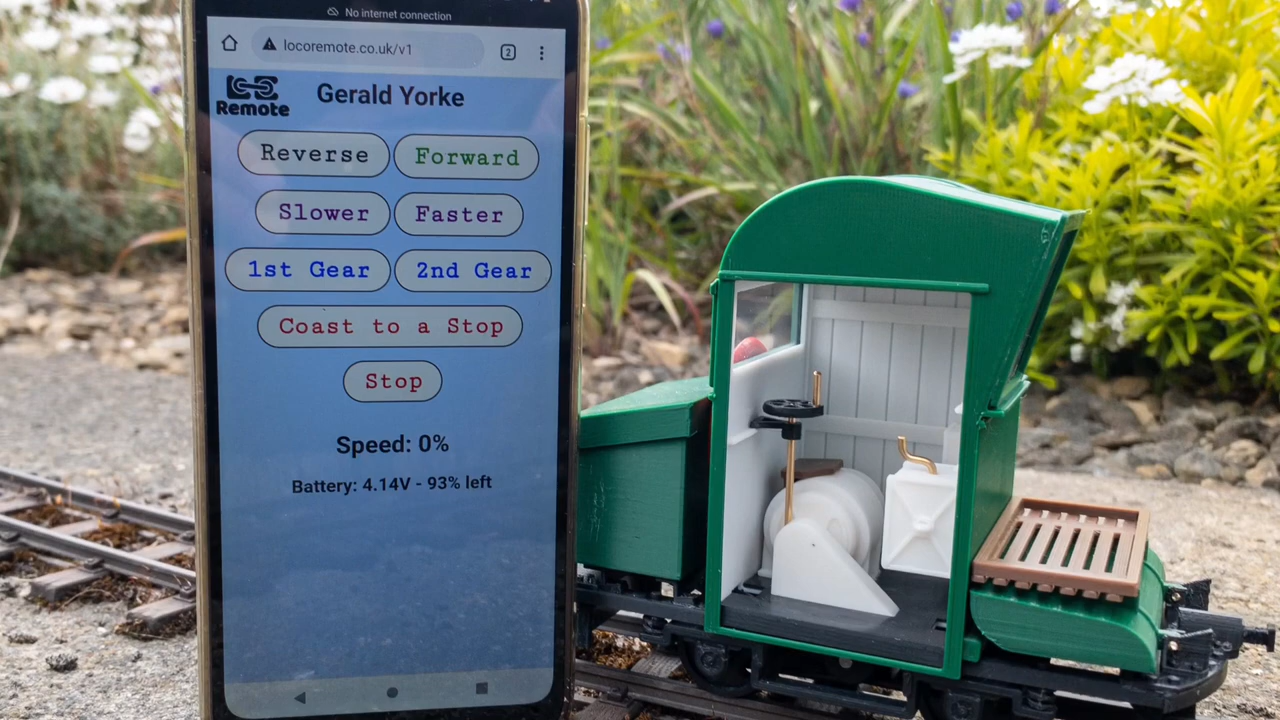 No internet connection
locoremote.co.uk/v1
2
Remote
Gerald Yorke
Reverse Forward
Slower Faster
1st Gear 2nd Gear
Coast to a Stop
Stop
Speed: 0%
Battery: 4.14V - 93% left